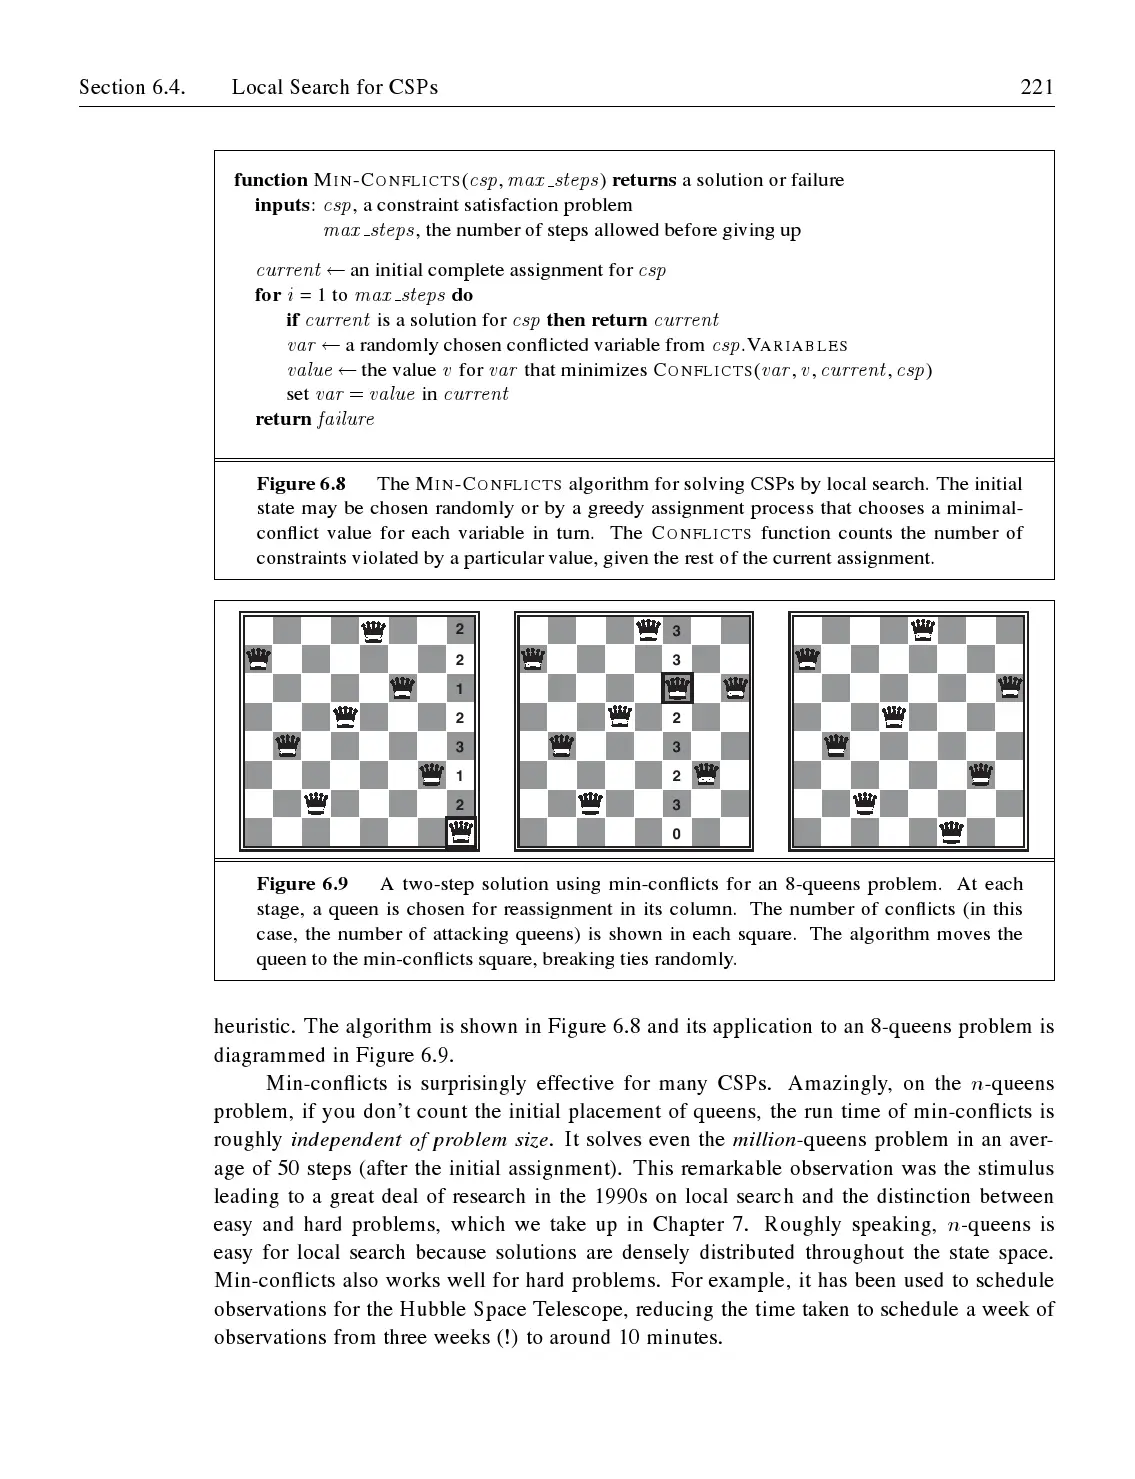 Section 6.4. Local Search for CSPs 221
function MIN-CONFLICTS(csp, max_steps) returns a solution or failure
inputs: csp, a constraint satisfaction problem
max_steps, the number of steps allowed before giving up
current ← an initial complete assignment for csp
for i = 1 to max_steps do
if current is a solution for csp then return current
var ← a randomly chosen conflicted variable from csp.VARIABLES
value ← the value v for var that minimizes CONFLICTS(var, v, current, csp)
set var = value in current
return failure
Figure 6.8 The MIN-CONFLICTS algorithm for solving CSPs by local search. The initial
state may be chosen randomly or by a greedy assignment process that chooses a minimal-
conflict value for each variable in turn. The CONFLICTS function counts the number of
constraints violated by a particular value, given the rest of the current assignment.
2 3
2 3
1
2 2
3 3
1 2
2 3
0
Figure 6.9 A two-step solution using min-conflicts for an 8-queens problem. At each
stage, a queen is chosen for reassignment in its column. The number of conflicts (in this
case, the number of attacking queens) is shown in each square. The algorithm moves the
queen to the min-conflicts square, breaking ties randomly.
heuristic. The algorithm is shown in Figure 6.8 and its application to an 8-queens problem is
diagrammed in Figure 6.9.
Min-conflicts is surprisingly effective for many CSPs. Amazingly, on the n-queens
problem, if you don't count the initial placement of queens, the run time of min-conflicts is
roughly independent of problem size. It solves even the million-queens problem in an aver-
age of 50 steps (after the initial assignment). This remarkable observation was the stimulus
leading to a great deal of research in the 1990s on local search and the distinction between
easy and hard problems, which we take up in Chapter 7. Roughly speaking, n-queens is
easy for local search because solutions are densely distributed throughout the state space.
Min-conflicts also works well for hard problems. For example, it has been used to schedule
observations for the Hubble Space Telescope, reducing the time taken to schedule a week of
observations from three weeks (!) to around 10 minutes.